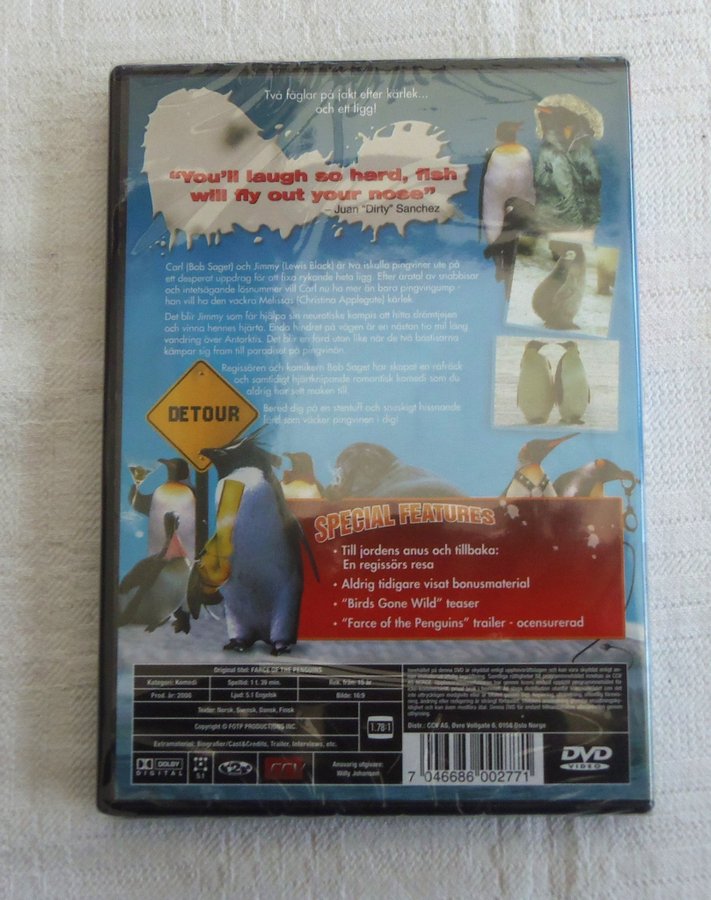 Två fåglar på jakt efter kärlek...
och ett ligg!
"You'll laugh so hard, fish
will fly out your nose"
– Juan "Dirty" Sanchez
Carl (Bob Saget) och Jimmy (Lewis Black) är två iskalla pingviner ute på
ett desperat uppdrag för att fixa rykande heta ligg. Efter åratal av snabbisar
och intetsägande lösnummer vill Carl nu ha mer än bara pingvingump -
han vill ha den vackra Melissas (Christina Applegate) kärlek.
Det blir Jimmy som får hjälpa sin neurotiske kompis att hitta drömtjejen
och vinna hennes hjärta. Enda hindret på vägen är en nästan tio mil lång
vandring över Antarktis. Det blir en färd utan like när de två bästisarna
kämpar sig fram till paradiset på pingvinön.
Regissören och komikern Bob Saget har skapat en råfräck
och samtidigt hjärtknipande romantisk komedi som du
aldrig har sett maken till.
Bered dig på en stentuff och snuskigt hissnande
färd som väcker pingvinen i dig!
DETOUR
SPECIAL FEATURES
• Till jordens anus och tillbaka:
En regissörs resa
• Aldrig tidigare visat bonusmaterial
• "Birds Gone Wild" teaser
• "Farce of the Penguins" trailer - ocensurerad
Original titel: FARCE OF THE PENGUINS
Kategori: Komedi Speltid: 1 t. 39 min. Rek. från: 15 år
Prod. år: 2006 Ljud: 5.1 Engelsk Bilde: 16:9
Texter: Norsk, Svensk, Dansk, Finsk
Copyright © FOTP PRODUCTIONS INC.
1.78:1
Extramaterial: Biografier/Cast&Credits, Trailer, Interviews, etc.
Distr.: CCV AS, Øvre Vollgate 6, 0158 Oslo Norge
DOLBY
DIGITAL
5.1
2
CCV
Ansvarig utgivare:
Willy Johansen
7 046686 002771
DVD
VIDEO